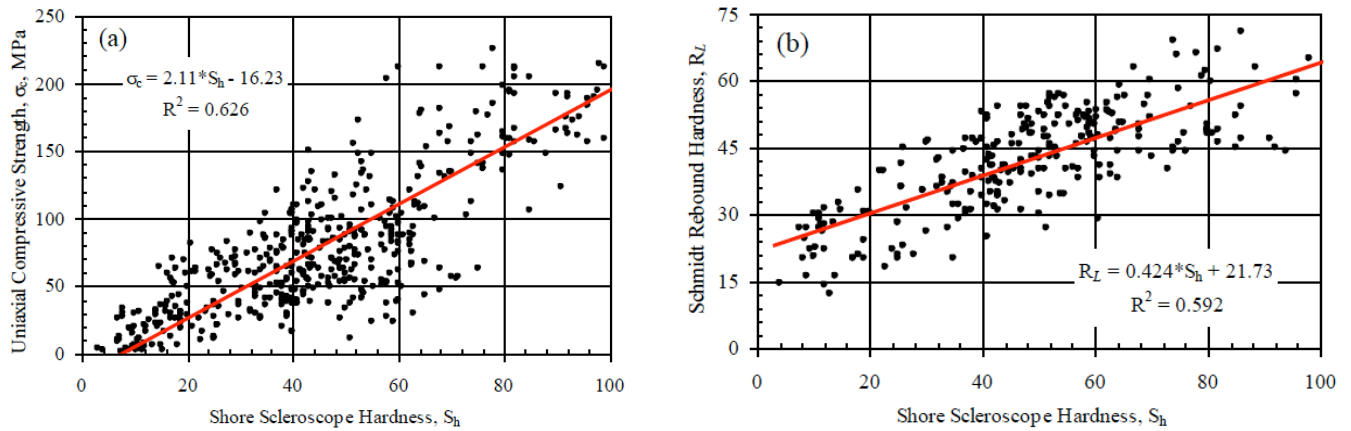 (a)
σc = 2.11*Sh - 16.23
R² = 0.626
Uniaxial Compressive Strength, σc, MPa
250
200
150
100
50
0
0 20 40 60 80 100
Shore Scleroscope Hardness, Sh
(b)
Schmidt Rebound Hardness, RL
75
60
45
30
15
0
RL = 0.424*Sh + 21.73
R² = 0.592
0 20 40 60 80 100
Shore Scleroscope Hardness, Sh